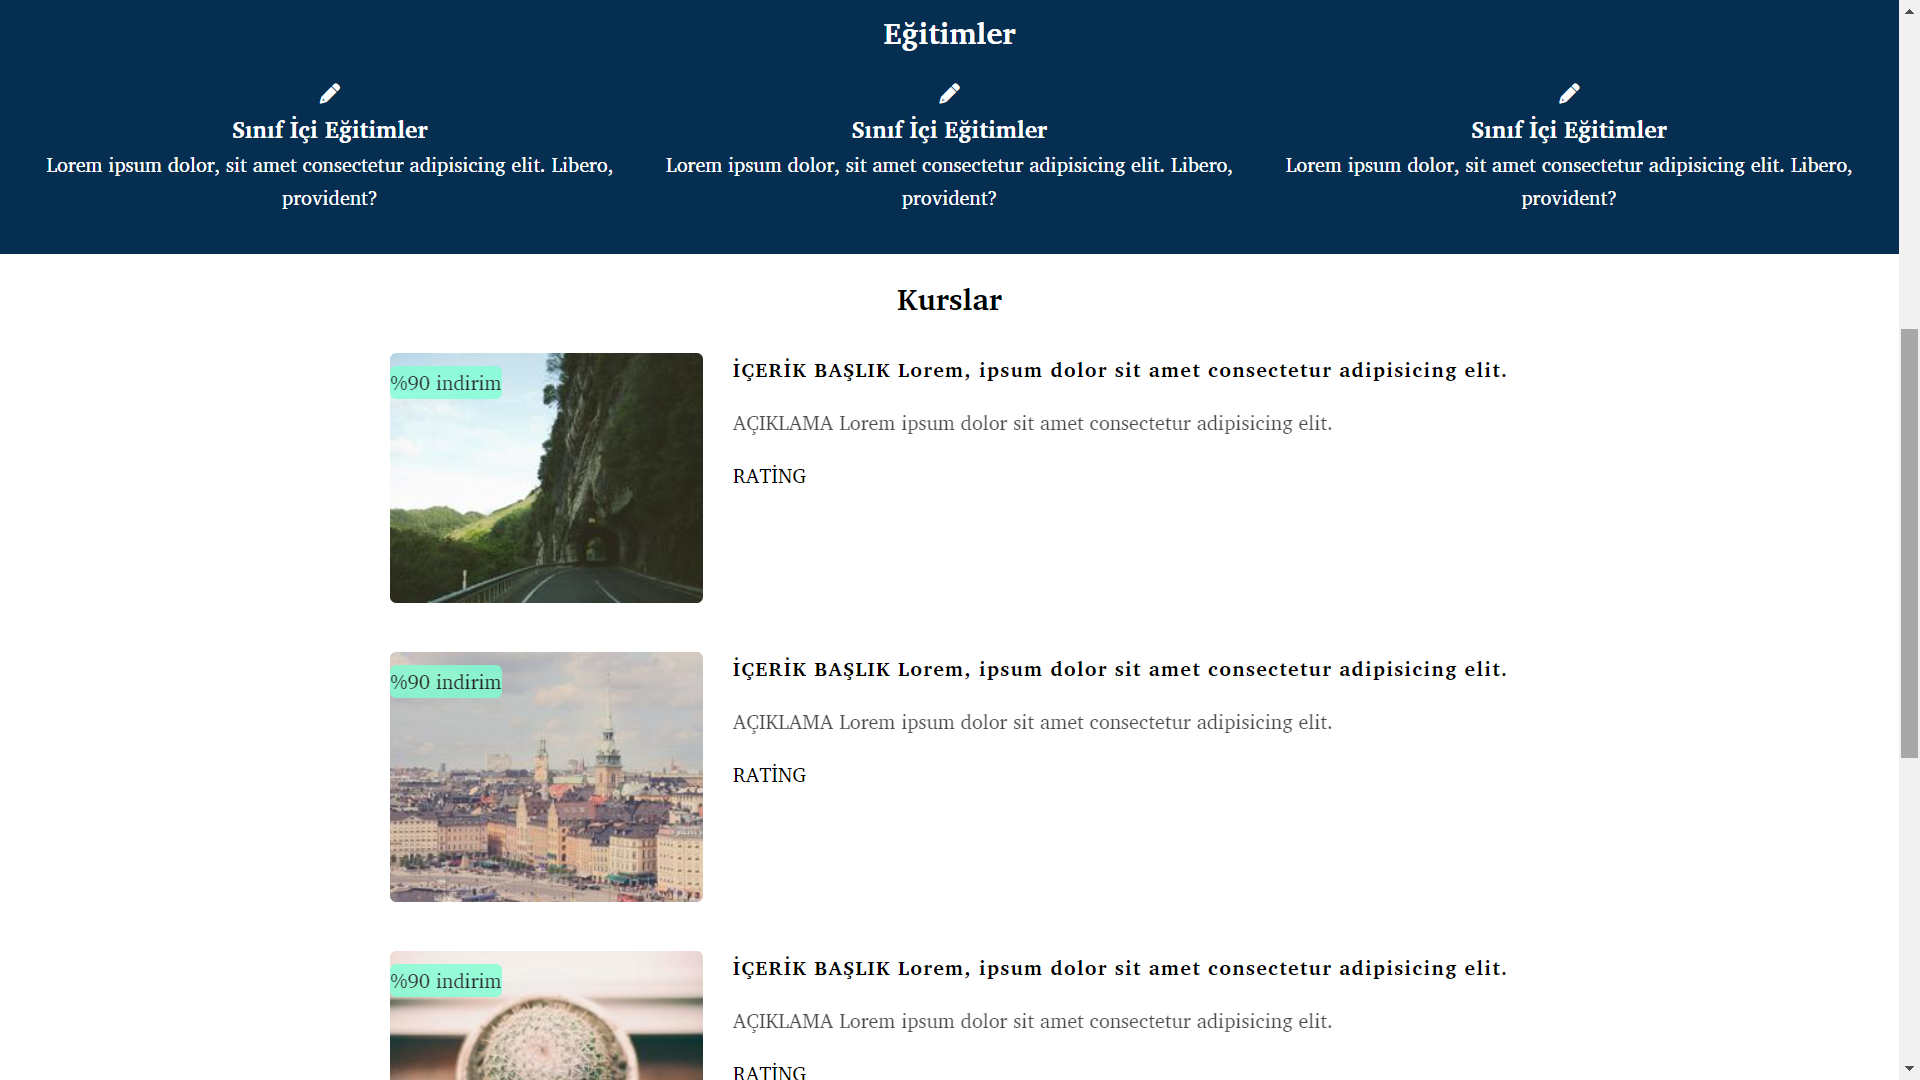 Eğitimler
Sınıf İçi Eğitimler
Lorem ipsum dolor, sit amet consectetur adipisicing elit. Libero,
provident?
Sınıf İçi Eğitimler
Lorem ipsum dolor, sit amet consectetur adipisicing elit. Libero,
provident?
Sınıf İçi Eğitimler
Lorem ipsum dolor, sit amet consectetur adipisicing elit. Libero,
provident?
Kurslar
%90 indirim
İÇERİK BAŞLIK Lorem, ipsum dolor sit amet consectetur adipisicing elit.
AÇIKLAMA Lorem ipsum dolor sit amet consectetur adipisicing elit.
RATİNG
%90 indirim
İÇERİK BAŞLIK Lorem, ipsum dolor sit amet consectetur adipisicing elit.
AÇIKLAMA Lorem ipsum dolor sit amet consectetur adipisicing elit.
RATİNG
%90 indirim
İÇERİK BAŞLIK Lorem, ipsum dolor sit amet consectetur adipisicing elit.
AÇIKLAMA Lorem ipsum dolor sit amet consectetur adipisicing elit.
RATİNG